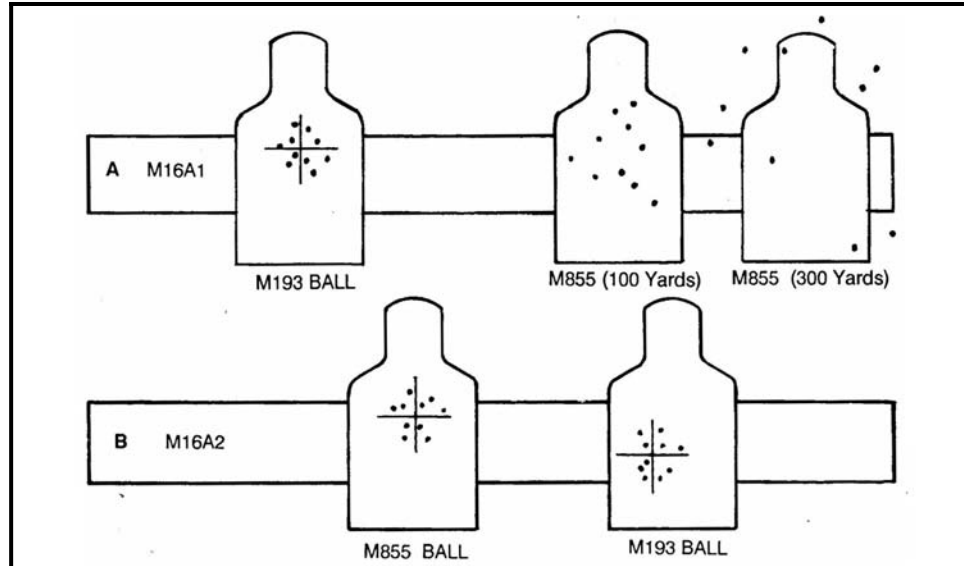 A M16A1
M193 BALL
M855 (100 Yards)
M855 (300 Yards)
B M16A2
M855 BALL
M193 BALL